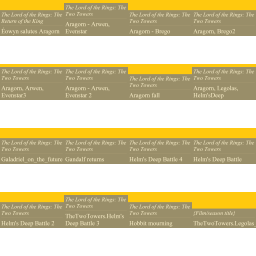 The Lord of the Rings: The
Return of the King
Eowyn salutes Aragorn
The Lord of the Rings: The
Two Towers
Aragorn - Arwen,
Evenstar
The Lord of the Rings: The
Two Towers
Aragorn - Brego
The Lord of the Rings: The
Two Towers
Aragorn, Brego2
The Lord of the Rings: The
Two Towers
Aragorn, Arwen,
Evenstar3
The Lord of the Rings: The
Two Towers
Aragorn - Arwen,
Evenstar 2
The Lord of the Rings: The
Two Towers
Aragorn fall
The Lord of the Rings: The
Two Towers
Aragorn, Legolas,
Helm'sDeep
The Lord of the Rings: The
Two Towers
Galadriel_on_the_future
The Lord of the Rings: The
Two Towers
Gandalf returns
The Lord of the Rings: The
Two Towers
Helm's Deep Battle 4
The Lord of the Rings: The
Two Towers
Helm's Deep Battle
The Lord of the Rings: The
Two Towers
Helm's Deep Battle 2
The Lord of the Rings: The
Two Towers
TheTwoTowers Helm's
Deep Battle 3
The Lord of the Rings: The
Two Towers
Hobbit mourning
[Film/season title]
TheTwoTowers Legolas